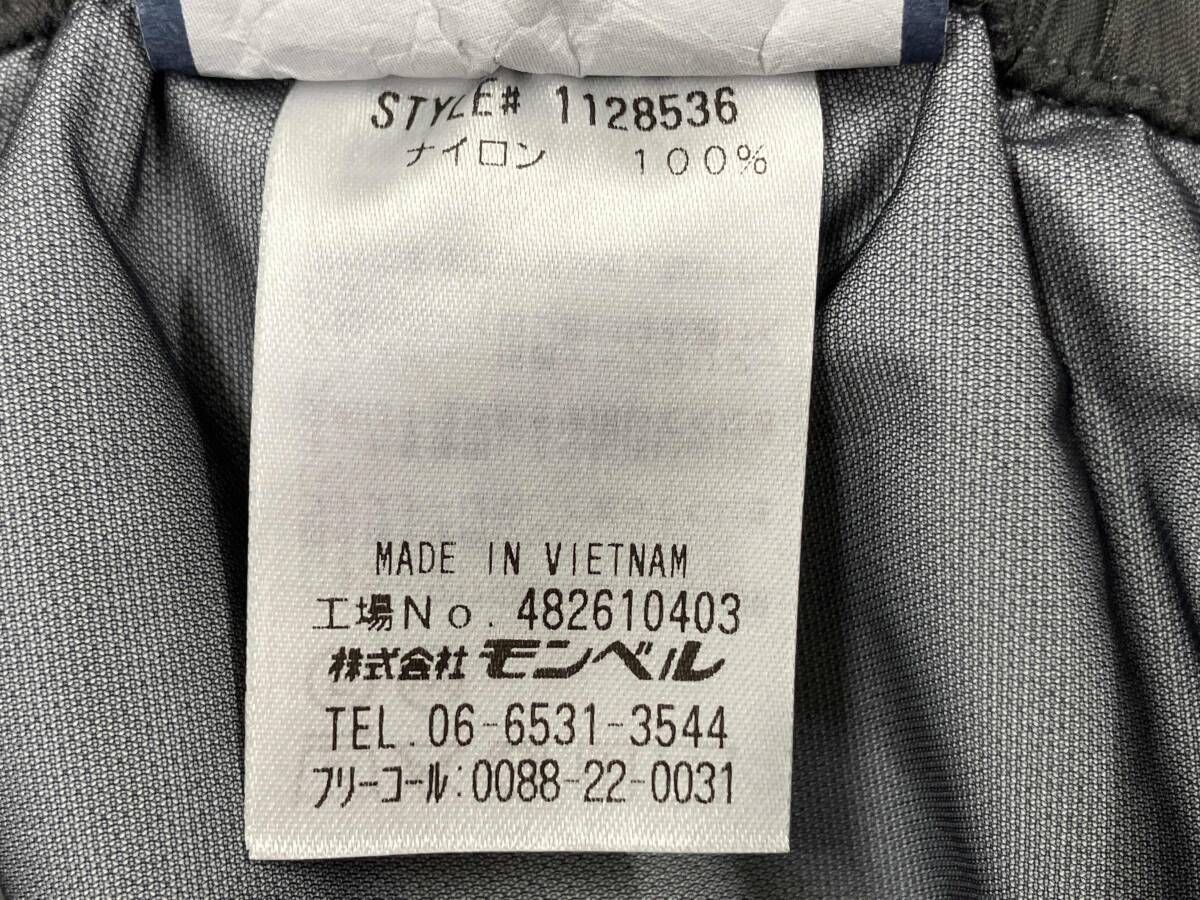 STYLE# 1128536
ナイロン 100%
MADE IN VIETNAM
工場No. 482610403
株式会社モンベル
TEL. 06-6531-3544
フリーコール:0088-22-0031